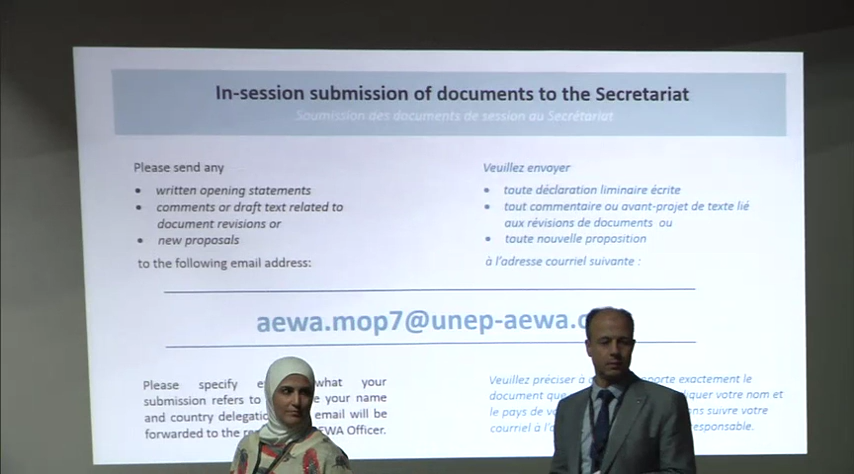 In-session submission of documents to the Secretariat
Soumission des documents de session au Secrétariat
Please send any
• written opening statements
• comments or draft text related to
document revisions or
• new proposals
to the following email address:
Veuillez envoyer
• toute déclaration liminaire écrite
• tout commentaire ou avant-projet de texte lié
aux révisions de documents ou
• toute nouvelle proposition
à l'adresse courriel suivante :
aewa.mop7@unep-aewa.
Please specify what your
submission refers to your name
and country email will be
forwarded to the AEWA Officer.
Veuillez préciser à exactement le
document que votre nom et
le pays de suivre votre
courriel à responsable.